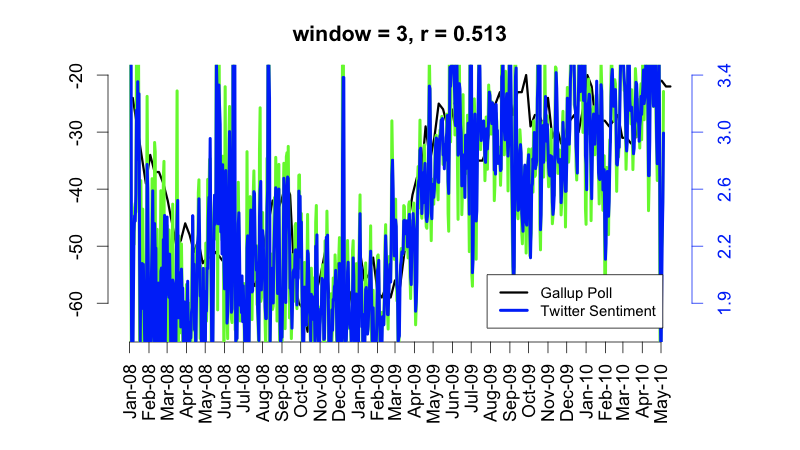 window = 3, r = 0.513
-20
-30
-40
-50
-60
3.4
3.0
2.6
2.2
1.9
Gallup Poll
Twitter Sentiment
Jan-08
Feb-08
Mar-08
Apr-08
May-08
Jun-08
Jul-08
Aug-08
Sep-08
Oct-08
Nov-08
Dec-08
Jan-09
Feb-09
Mar-09
Apr-09
May-09
Jun-09
Jul-09
Aug-09
Sep-09
Oct-09
Nov-09
Dec-09
Jan-10
Feb-10
Mar-10
Apr-10
May-10